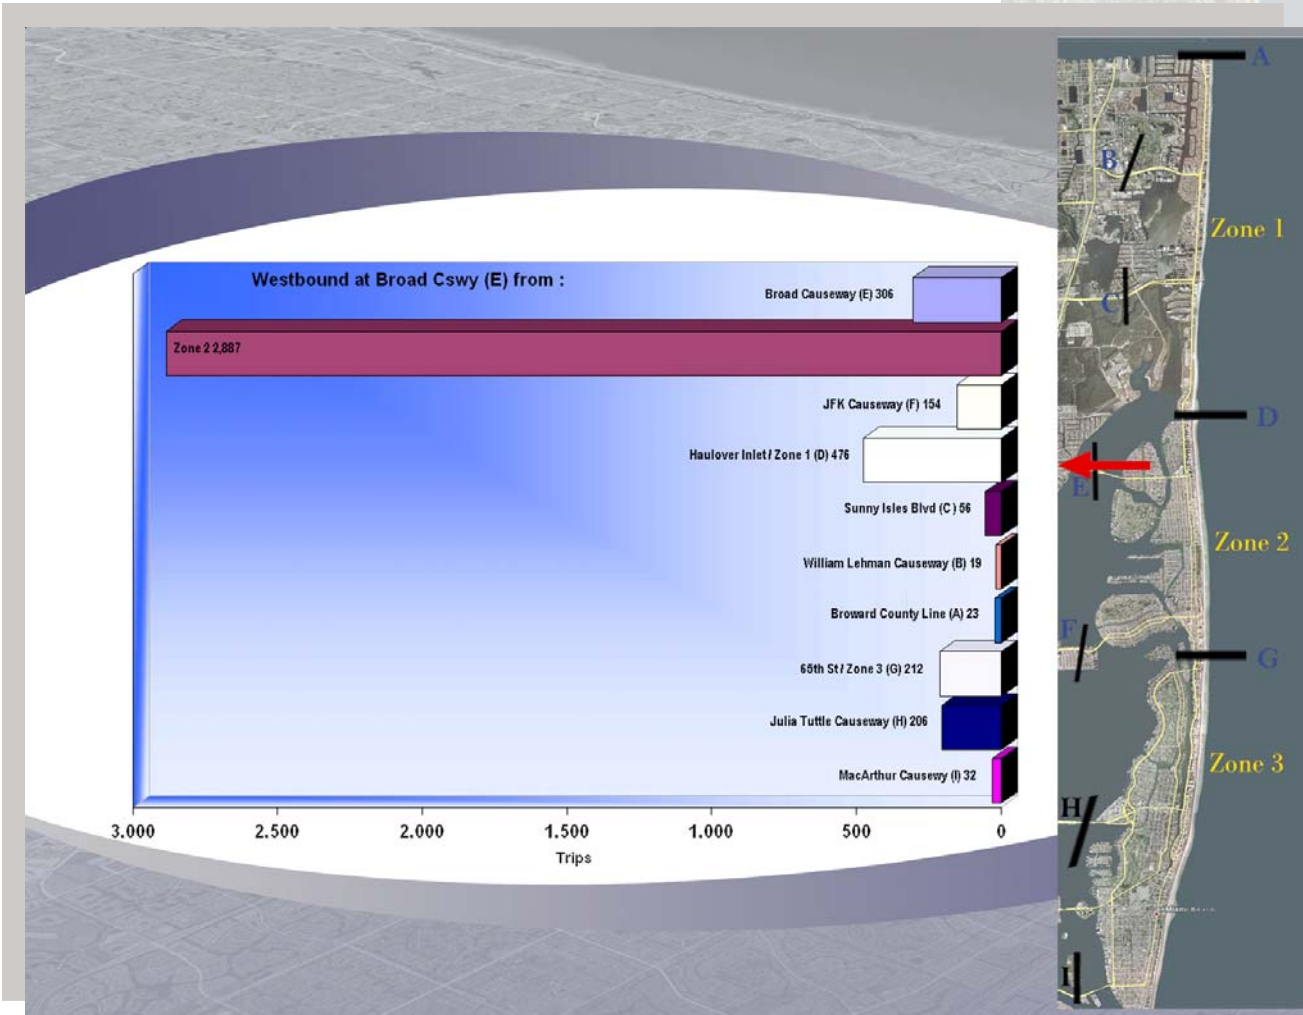 Westbound at Broad Cswy (E) from :
Broad Causeway (E) 306
Zone 2 2,887
JFK Causeway (F) 154
Haulover Inlet / Zone 1 (D) 476
Sunny Isles Blvd (C ) 56
William Lehman Causeway (B) 19
Broward County Line (A) 23
65th St / Zone 3 (G) 212
Julia Tuttle Causeway (H) 206
MacArthur Causewy (I) 32
3.000 2.500 2.000 1.500 1.000 500 0
Trips
A
B
Zone 1
C
D
E
Zone 2
F
G
Zone 3
H
I